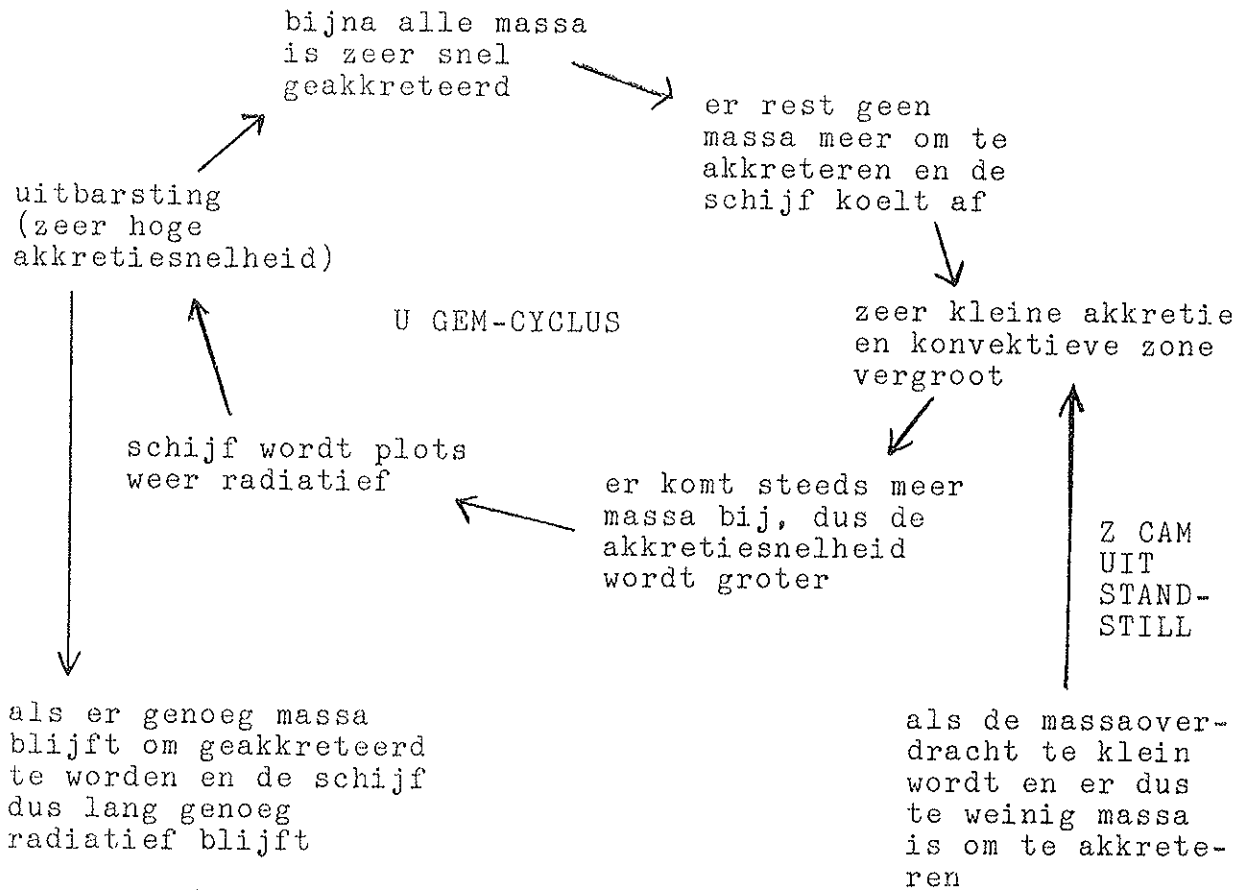 bijna alle massa
is zeer snel
geakkreteerd
er rest geen
massa meer om te
akkreteren en de
schijf koelt af
uitbarsting
(zeer hoge
akkretiesnelheid)
U GEM-CYCLUS
zeer kleine akkretie
en konvektieve zone
vergroot
schijf wordt plots
weer radiatief
er komt steeds meer
massa bij, dus de
akkretiesnelheid
wordt groter
Z CAM
UIT
STAND-
STILL
als er genoeg massa
blijft om geakkreteerd
te worden en de schijf
dus lang genoeg
radiatief blijft
als de massaover-
dracht te klein
wordt en er dus
te weinig massa
is om te akkrete-
ren